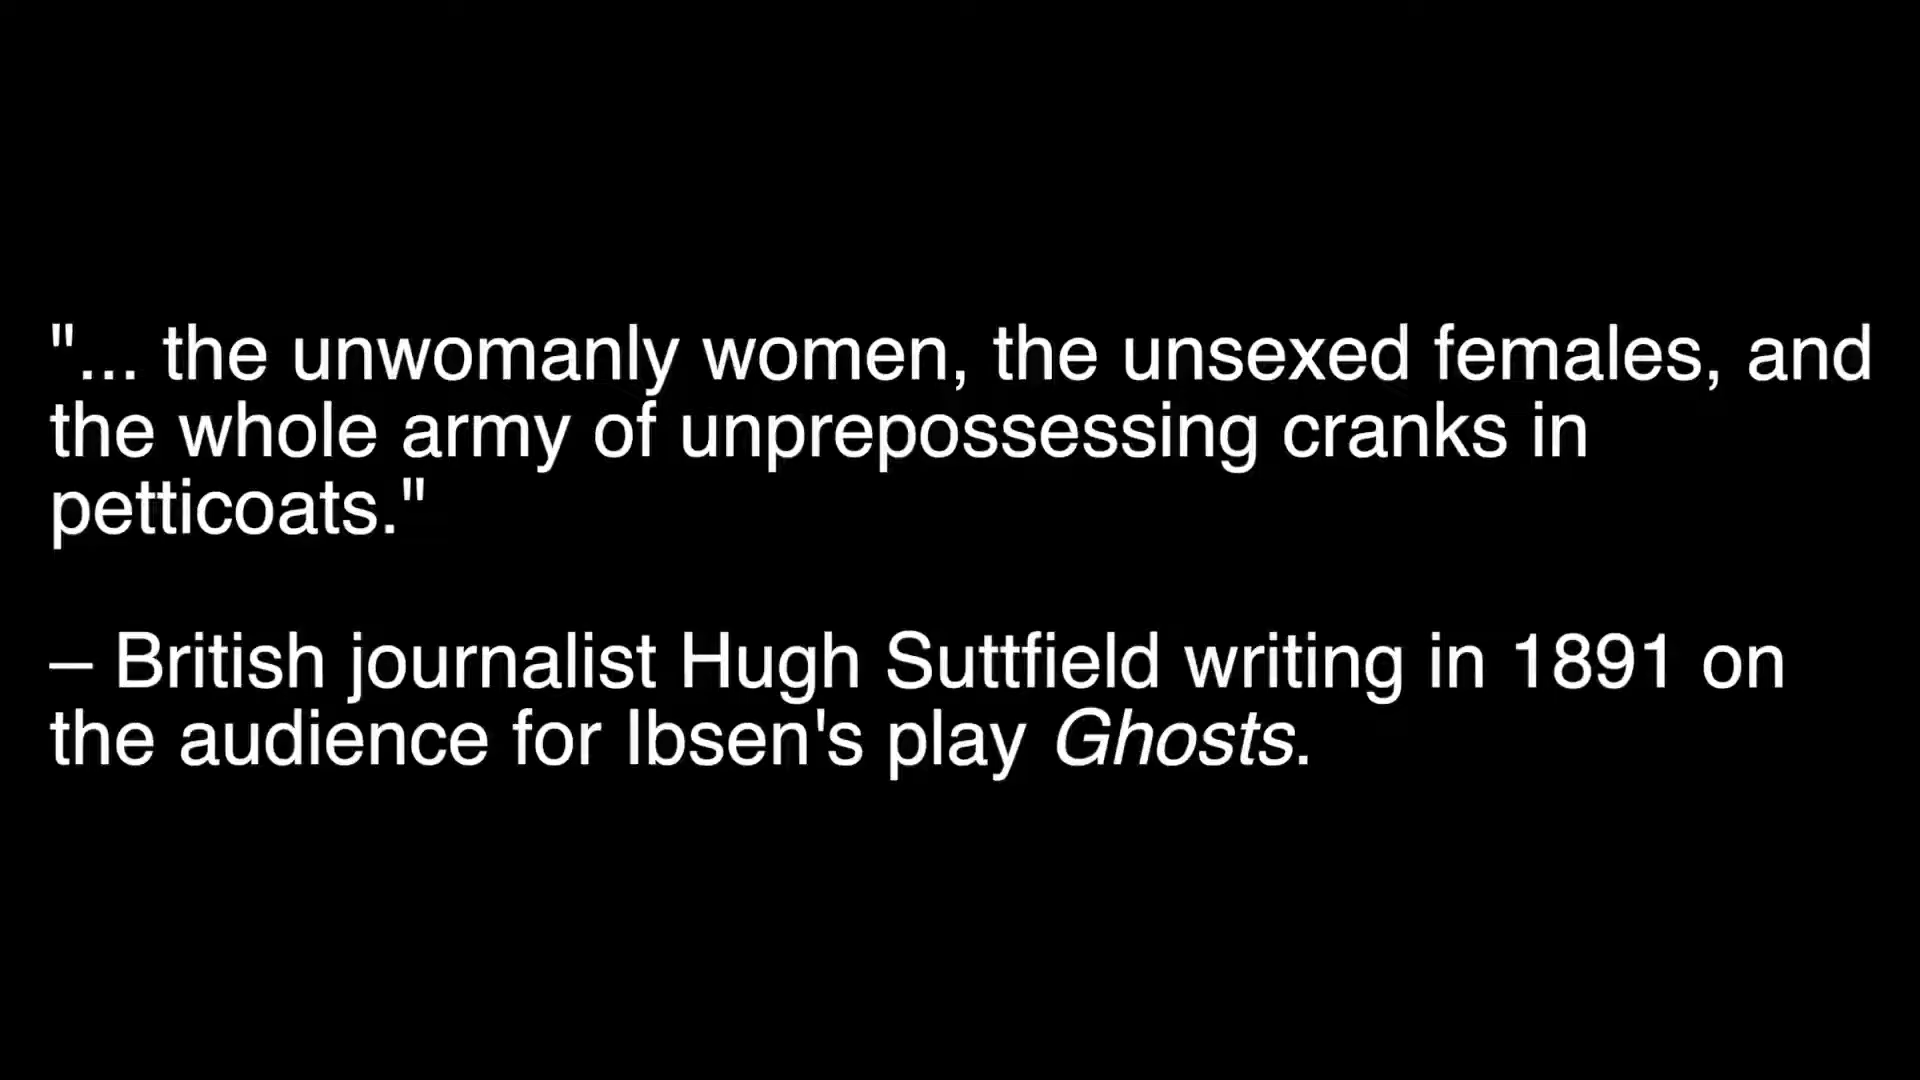 "... the unwomanly women, the unsexed females, and
the whole army of unprepossessing cranks in
petticoats."
– British journalist Hugh Suttfield writing in 1891 on
the audience for Ibsen's play Ghosts.